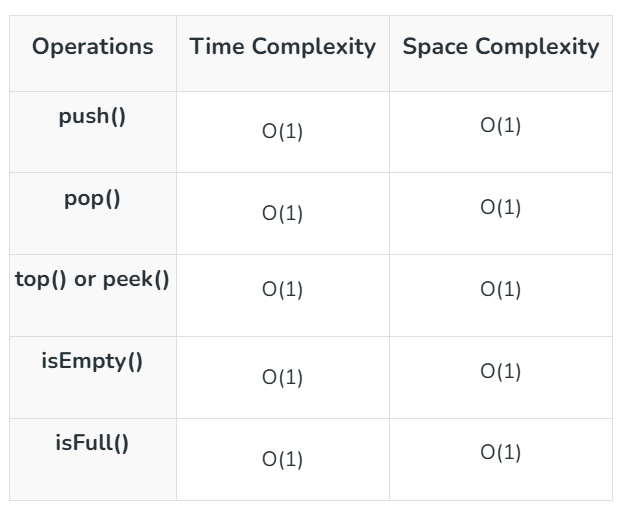 Operations Time Complexity Space Complexity
push() O(1) O(1)
pop() O(1) O(1)
top() or peek() O(1) O(1)
isEmpty() O(1) O(1)
isFull() O(1) O(1)